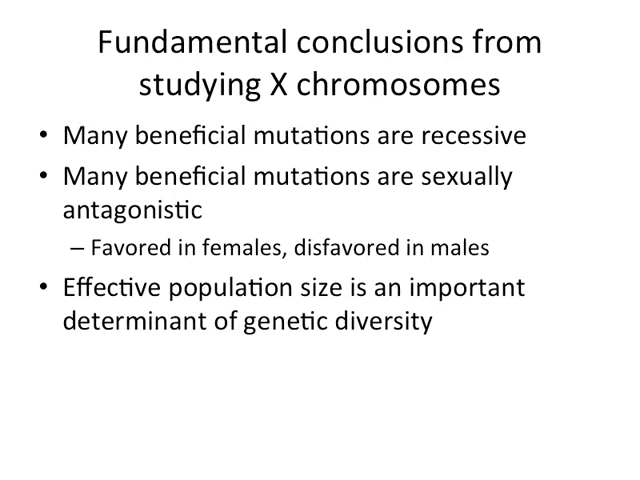 Fundamental conclusions from
studying X chromosomes
• Many beneficial mutations are recessive
• Many beneficial mutations are sexually
antagonistic
– Favored in females, disfavored in males
• Effective population size is an important
determinant of genetic diversity